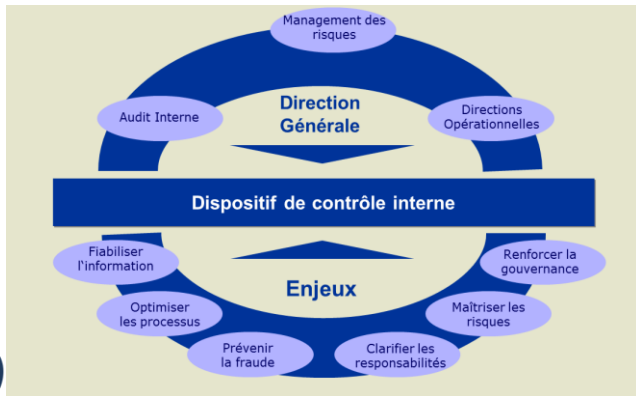 Management des
risques
Audit Interne
Direction
Générale
Directions
Opérationnelles
Dispositif de contrôle interne
Fiabiliser
l'information
Renforcer la
gouvernance
Enjeux
Optimiser
les processus
Maîtriser les
risques
Prévenir
la fraude
Clarifier les
responsabilités